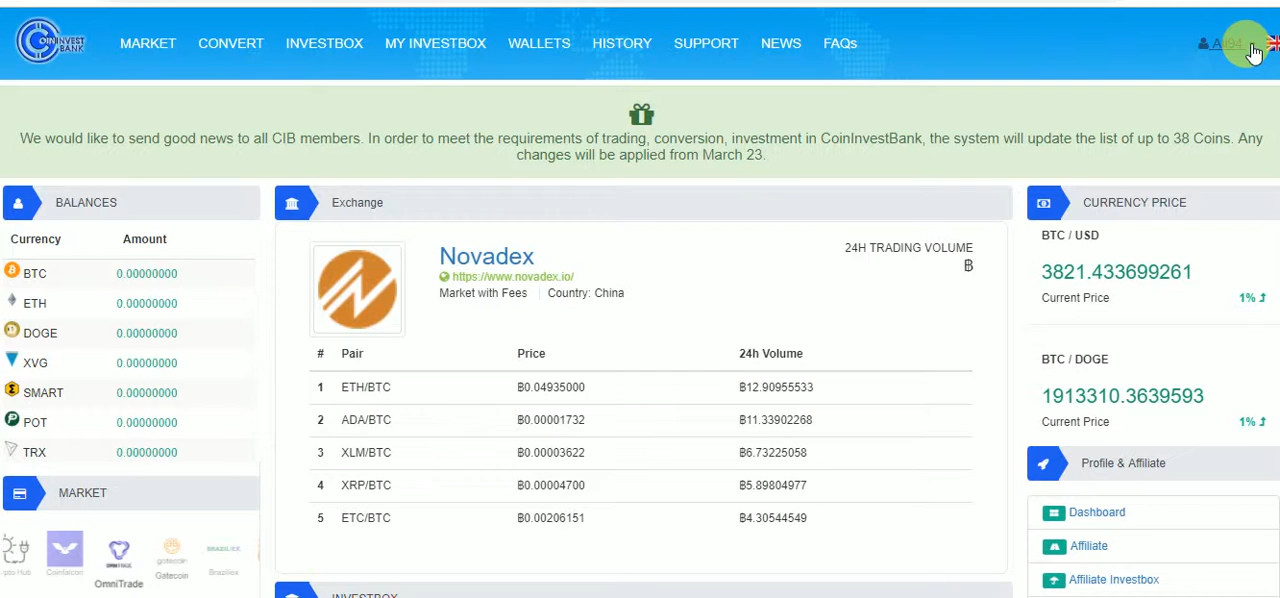 COININVEST
BANK
MARKET
CONVERT
INVESTBOX
MY INVESTBOX
WALLETS
HISTORY
SUPPORT
NEWS
FAQs
We would like to send good news to all CIB members. In order to meet the requirements of trading, conversion, investment in CoinInvestBank, the system will update the list of up to 38 Coins. Any
changes will be applied from March 23.
BALANCES
Currency Amount
BTC 0.00000000
ETH 0.00000000
DOGE 0.00000000
XVG 0.00000000
SMART 0.00000000
POT 0.00000000
TRX 0.00000000
MARKET
Coinfalcon
OmniTrade
gatecoin
Gatecoin
BRAZILIEX
Braziliex
Exchange
Novadex
https://www.novadex.io/
Market with Fees Country: China
24H TRADING VOLUME
฿
# Pair Price 24h Volume
1 ETH/BTC ฿0.04935000 ฿12.90955533
2 ADA/BTC ฿0.00001732 ฿11.33902268
3 XLM/BTC ฿0.00003622 ฿6.73225058
4 XRP/BTC ฿0.00004700 ฿5.89804977
5 ETC/BTC ฿0.00206151 ฿4.30544549
INVESTBOX
CURRENCY PRICE
BTC / USD
3821.433699261
Current Price 1%
BTC / DOGE
1913310.3639593
Current Price 1%
Profile & Affiliate
Dashboard
Affiliate
Affiliate Investbox